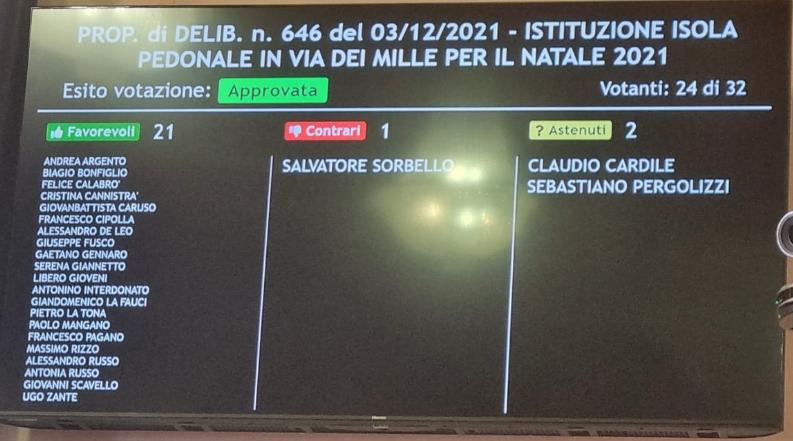 PROP. di DELIB. n. 646 del 03/12/2021 - ISTITUZIONE ISOLA
PEDONALE IN VIA DEI MILLE PER IL NATALE 2021
Esito votazione: Approvata
Votanti: 24 di 32
Favorevoli 21
ANDREA ARGENTO
BIAGIO BONFIGLIO
FELICE CALABRO'
CRISTINA CANNISTRA'
GIOVANBATTISTA CARUSO
FRANCESCO CIPOLLA
ALESSANDRO DE LEO
GIUSEPPE FUSCO
GAETANO GENNARO
SERENA GIANNETTO
LIBERO GIOVENI
ANTONINO INTERDONATO
GIANDOMENICO LA FAUCI
PIETRO LA TONA
PAOLO MANGANO
FRANCESCO PAGANO
MASSIMO RIZZO
ALESSANDRO RUSSO
ANTONIA RUSSO
GIOVANNI SCAVELLO
UGO ZANTE
Contrari 1
SALVATORE SORBELLO
? Astenuti 2
CLAUDIO CARDILE
SEBASTIANO PERGOLIZZI